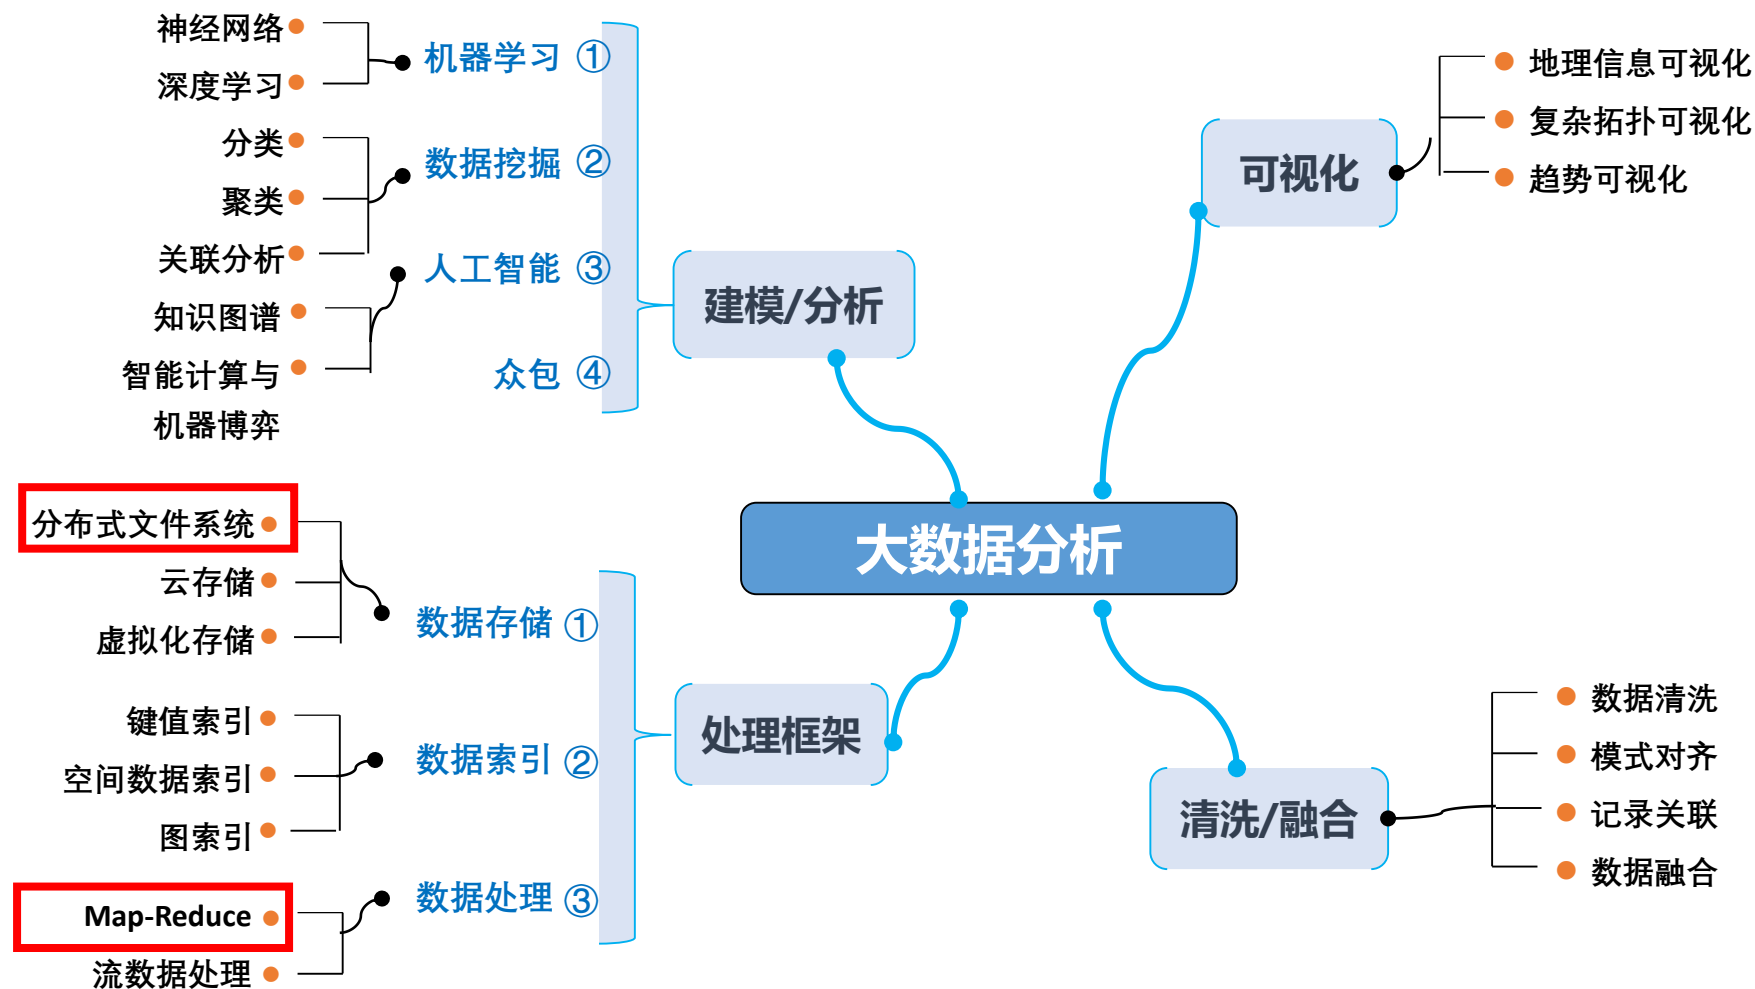 神经网络
深度学习
机器学习 ①
分类
聚类
关联分析
数据挖掘 ②
知识图谱
智能计算与
机器博弈
人工智能 ③
众包 ④
建模/分析
可视化
地理信息可视化
复杂拓扑可视化
趋势可视化
大数据分析
分布式文件系统
云存储
虚拟化存储
数据存储 ①
键值索引
空间数据索引
图索引
数据索引 ②
Map-Reduce
流数据处理
数据处理 ③
处理框架
清洗/融合
数据清洗
模式对齐
记录关联
数据融合